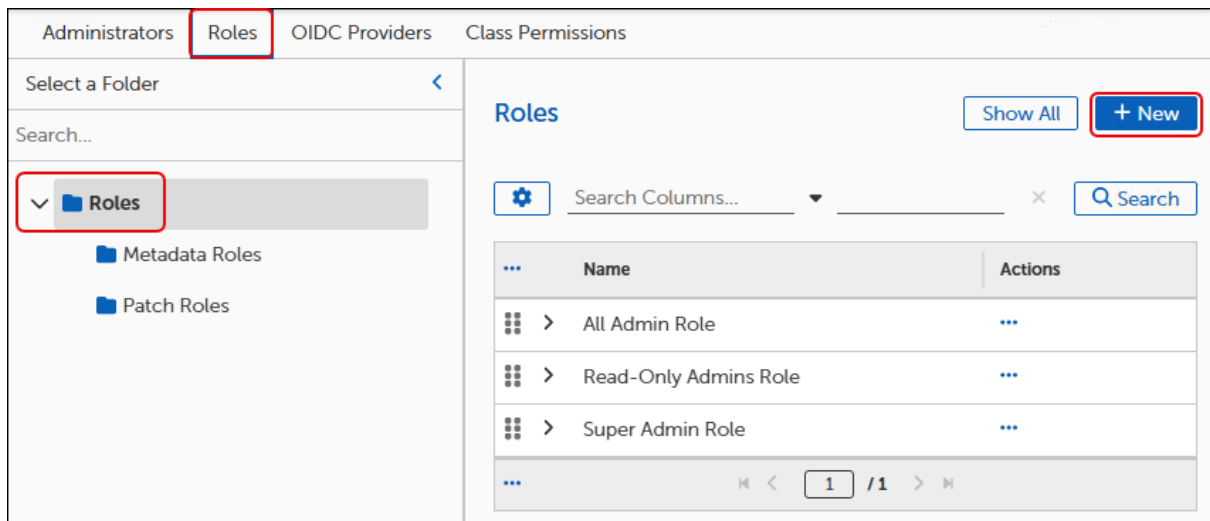 Administrators Roles OIDC Providers Class Permissions
Select a Folder
Search...
Roles
Metadata Roles
Patch Roles
Roles
Show All
+ New
Search Columns...
Search
Name Actions
All Admin Role
Read-Only Admins Role
Super Admin Role
1 / 1